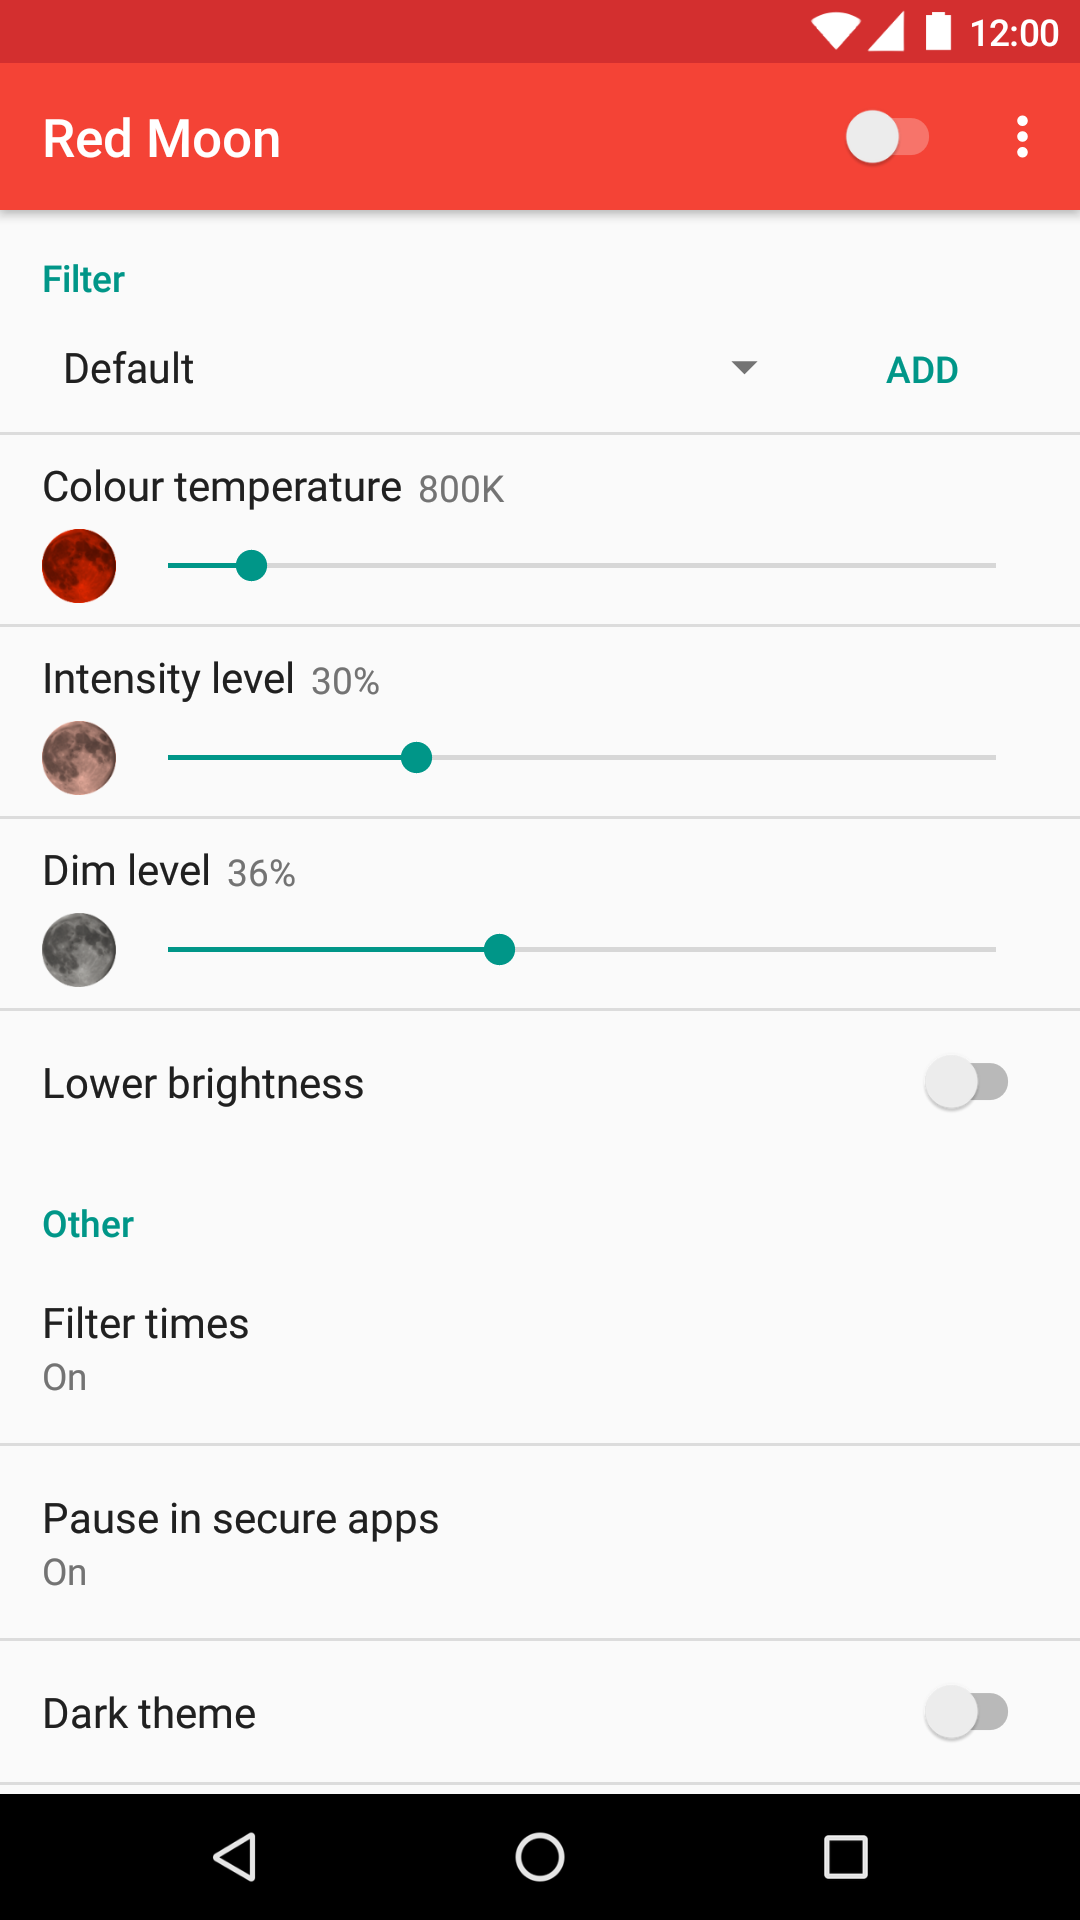 12:00
Red Moon
Filter
Default
ADD
Colour temperature 800K
Intensity level 30%
Dim level 36%
Lower brightness
Other
Filter times
On
Pause in secure apps
On
Dark theme